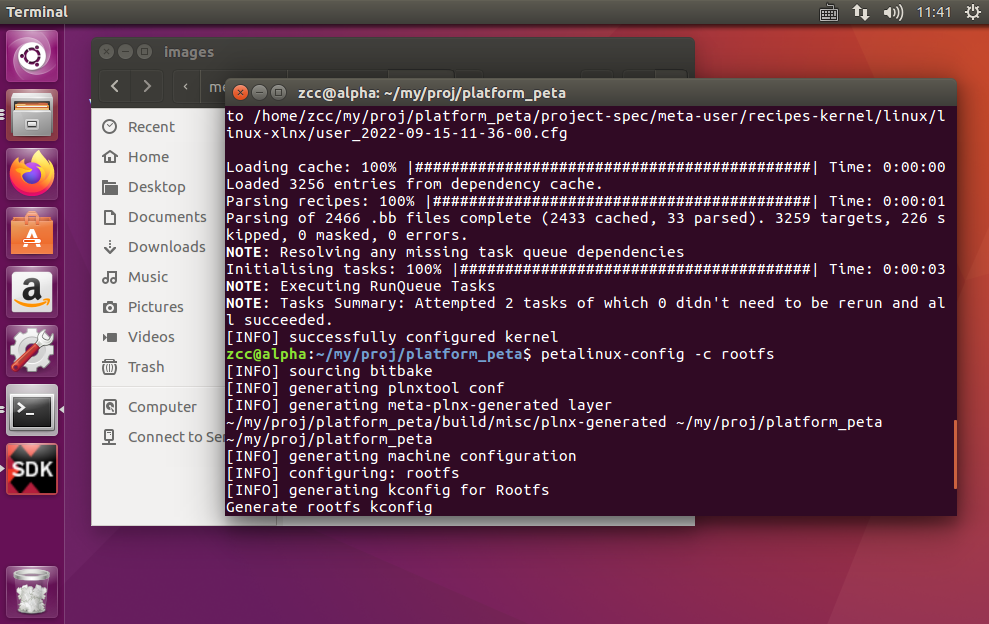 Terminal
11:41
images
me
zcc@alpha: ~/my/proj/platform_peta
Recent
Home
Desktop
Documents
Downloads
Music
Pictures
Videos
Trash
Computer
Connect to Ser
to /home/zcc/my/proj/platform_peta/project-spec/meta-user/recipes-kernel/linux/l
inux-xlnx/user_2022-09-15-11-36-00.cfg
Loading cache: 100% |############################################| Time: 0:00:00
Loaded 3256 entries from dependency cache.
Parsing recipes: 100% |##########################################| Time: 0:00:01
Parsing of 2466 .bb files complete (2433 cached, 33 parsed). 3259 targets, 226 s
kipped, 0 masked, 0 errors.
NOTE: Resolving any missing task queue dependencies
Initialising tasks: 100% |#######################################| Time: 0:00:03
NOTE: Executing RunQueue Tasks
NOTE: Tasks Summary: Attempted 2 tasks of which 0 didn't need to be rerun and al
l succeeded.
[INFO] successfully configured kernel
zcc@alpha:~/my/proj/platform_peta$ petalinux-config -c rootfs
[INFO] sourcing bitbake
[INFO] generating plnxtool conf
[INFO] generating meta-plnx-generated layer
~/my/proj/platform_peta/build/misc/plnx-generated ~/my/proj/platform_peta
~/my/proj/platform_peta
[INFO] generating machine configuration
[INFO] configuring: rootfs
[INFO] generating kconfig for Rootfs
Generate rootfs kconfig
SDK